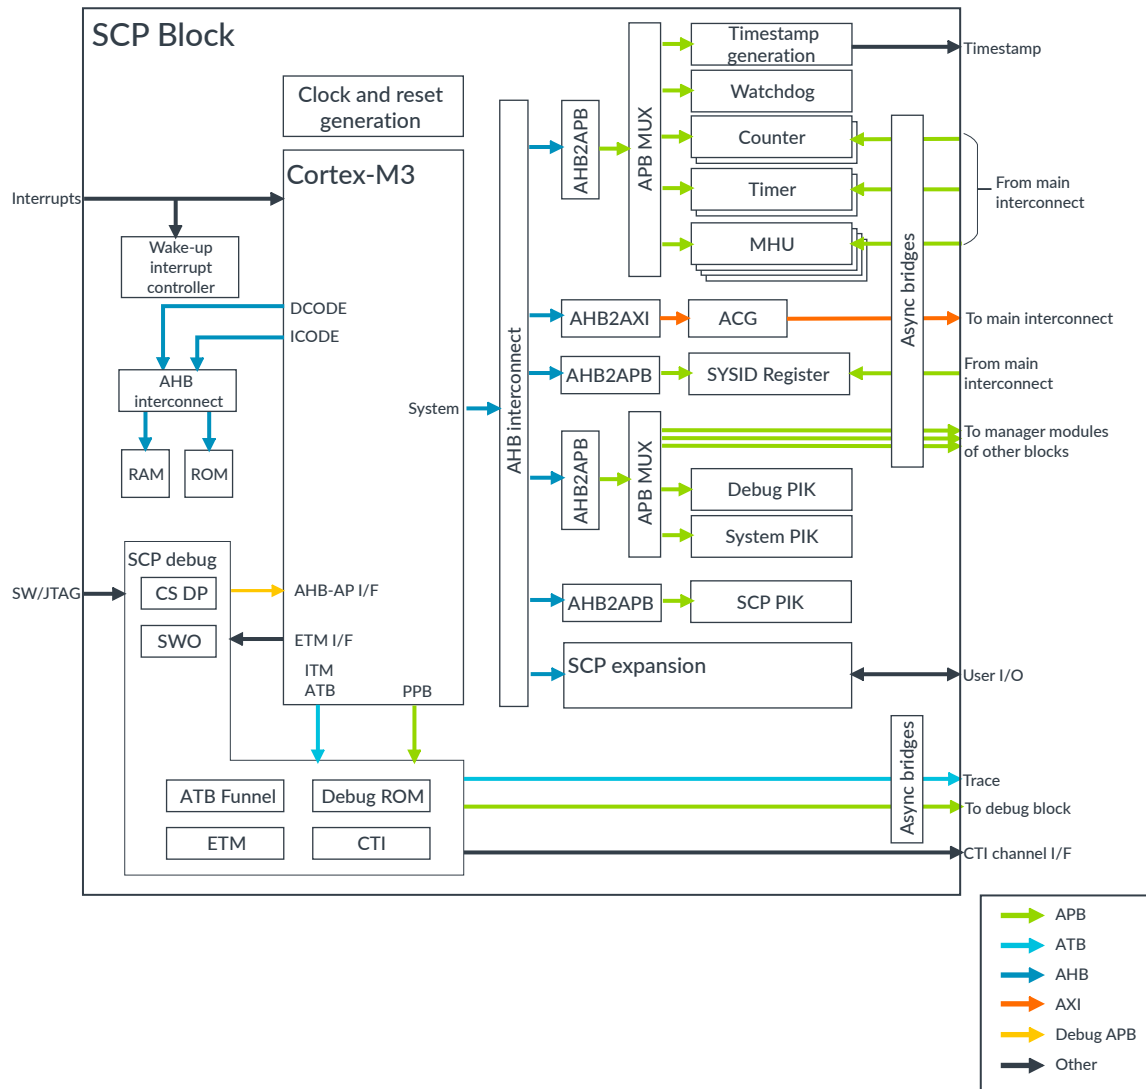 SCP Block
Clock and reset
generation
Cortex-M3
Interrupts
Wake-up
interrupt
controller
DCODE
ICODE
AHB
interconnect
RAM
ROM
System
SCP debug
SW/JTAG
CS DP
AHB-AP I/F
SWO
ETM I/F
ITM
ATB
PPB
ATB Funnel
Debug ROM
ETM
CTI
AHB interconnect
AHB2APB
APB MUX
Timestamp
generation
Watchdog
Counter
Timer
MHU
AHB2AXI
ACG
AHB2APB
SYSID Register
AHB2APB
APB MUX
Debug PIK
System PIK
AHB2APB
SCP PIK
SCP expansion
Async bridges
Async bridges
Timestamp
From main
interconnect
To main interconnect
From main
interconnect
To manager modules
of other blocks
User I/O
Trace
To debug block
CTI channel I/F
APB
ATB
AHB
AXI
Debug APB
Other